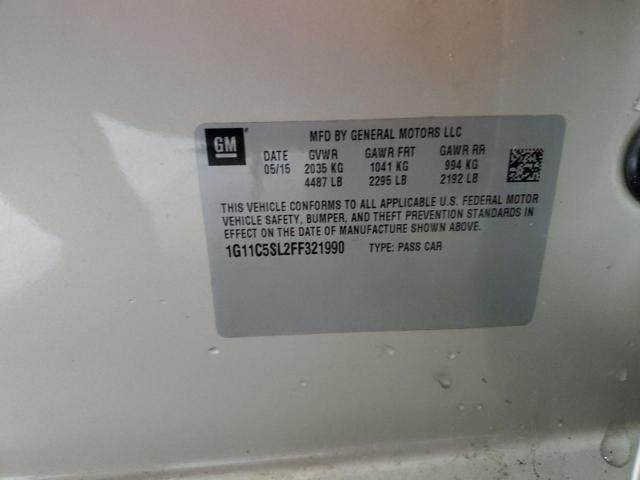 GM
MFD BY GENERAL MOTORS LLC
DATE GVWR GAWR FRT GAWR RR
05/15 2035 KG 1041 KG 994 KG
4487 LB 2295 LB 2192 LB
THIS VEHICLE CONFORMS TO ALL APPLICABLE U.S. FEDERAL MOTOR
VEHICLE SAFETY, BUMPER, AND THEFT PREVENTION STANDARDS IN
EFFECT ON THE DATE OF MANUFACTURE SHOWN ABOVE.
1G11C5SL2FF321990 TYPE: PASS CAR